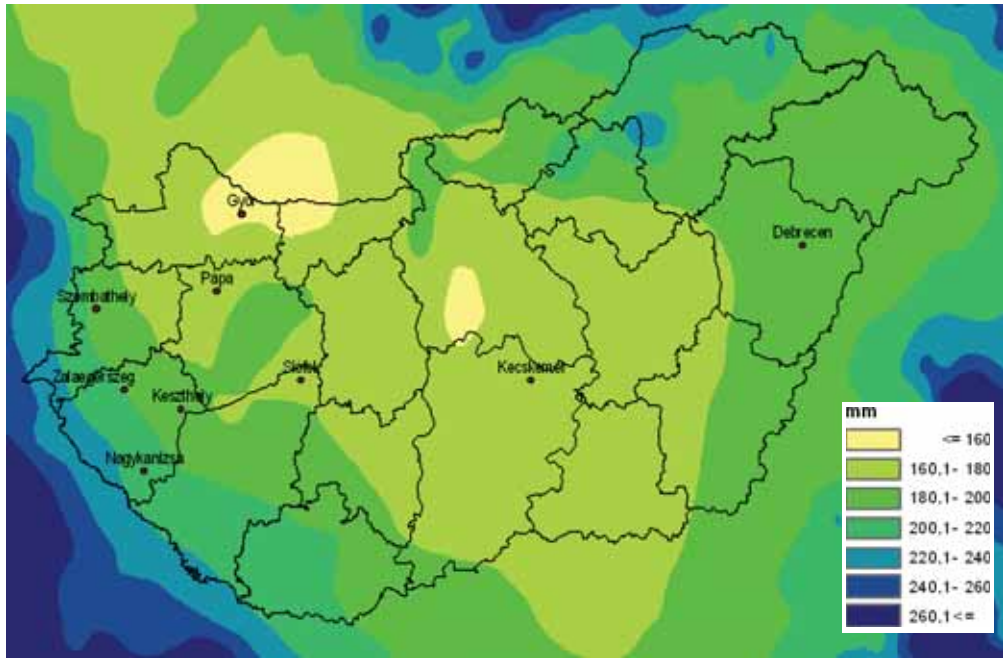 Győr
Debrecen
Pápa
Szombathely
Siófok
Kecskemét
Zalaegerszeg
Keszthely
Nagykanizsa
mm
<= 160
160,1- 180
180,1- 200
200,1- 220
220,1- 240
240,1- 260
260,1<=